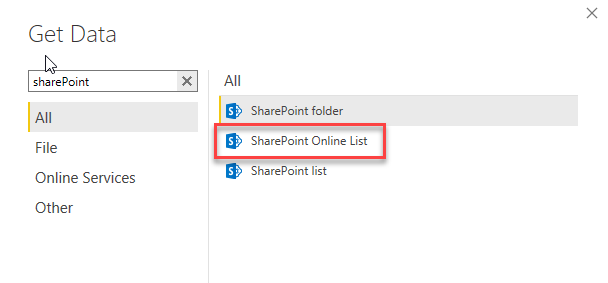 Get Data
sharePoint
All
File
Online Services
Other
All
SharePoint folder
SharePoint Online List
SharePoint list